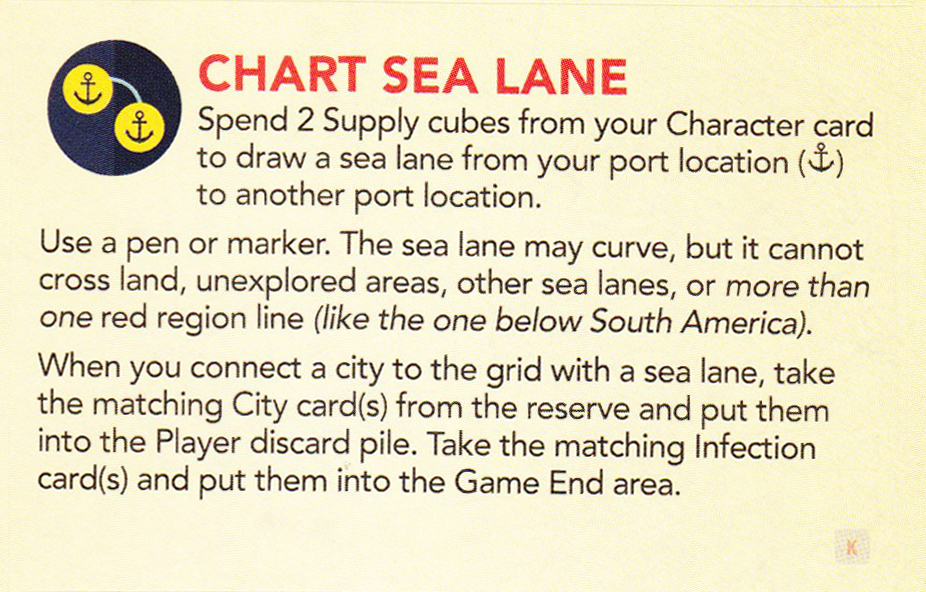 CHART SEA LANE
Spend 2 Supply cubes from your Character card
to draw a sea lane from your port location (⚓)
to another port location.
Use a pen or marker. The sea lane may curve, but it cannot
cross land, unexplored areas, other sea lanes, or more than
one red region line (like the one below South America).
When you connect a city to the grid with a sea lane, take
the matching City card(s) from the reserve and put them
into the Player discard pile. Take the matching Infection
card(s) and put them into the Game End area.
K